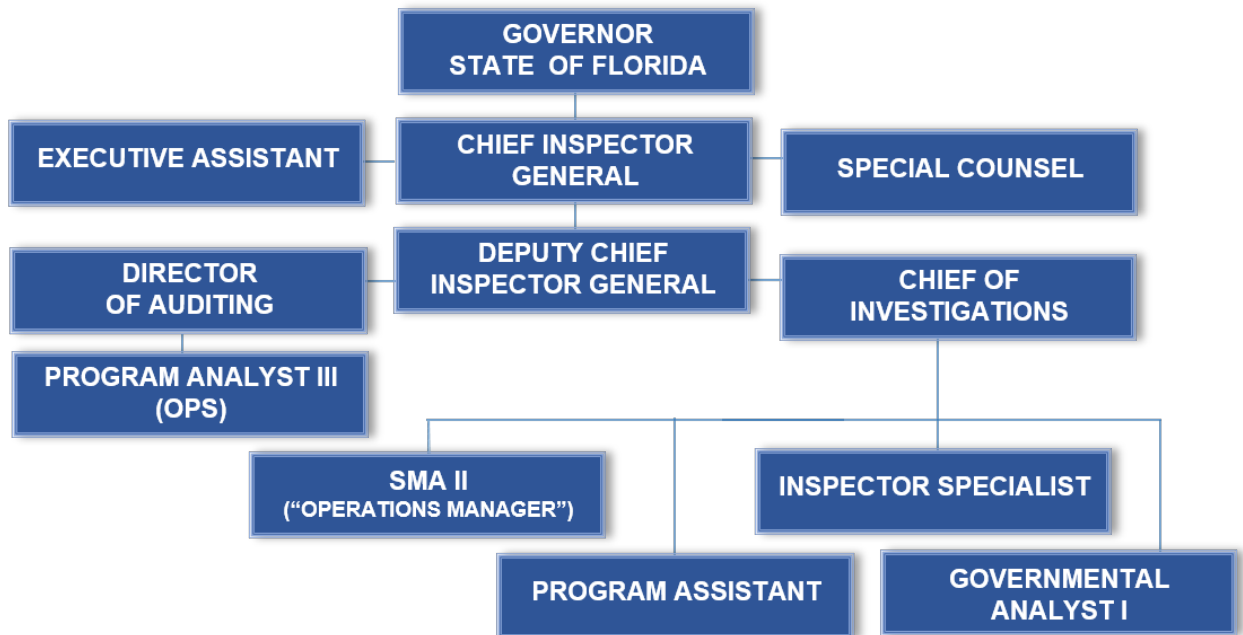 GOVERNOR
STATE OF FLORIDA
EXECUTIVE ASSISTANT
CHIEF INSPECTOR
GENERAL
SPECIAL COUNSEL
DIRECTOR
OF AUDITING
DEPUTY CHIEF
INSPECTOR GENERAL
CHIEF OF
INVESTIGATIONS
PROGRAM ANALYST III
(OPS)
SMA II
(“OPERATIONS MANAGER”)
INSPECTOR SPECIALIST
PROGRAM ASSISTANT
GOVERNMENTAL
ANALYST I